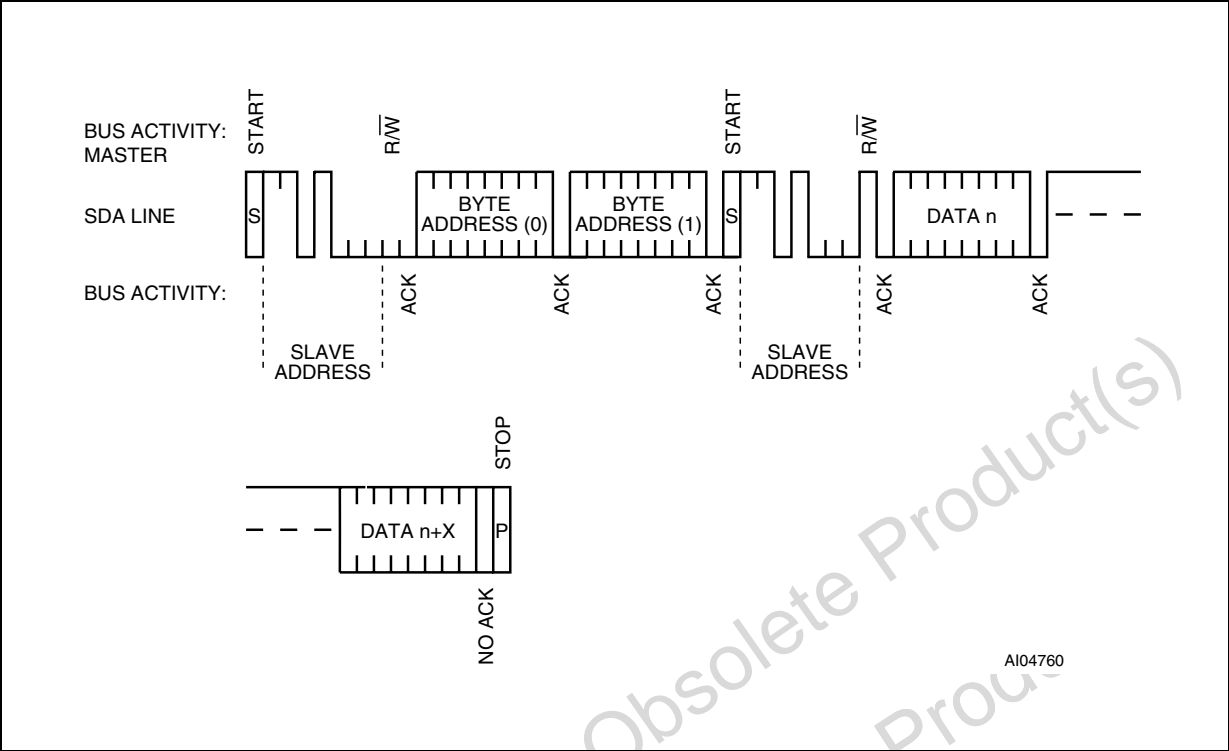 START
R/W
START
R/W
BUS ACTIVITY:
MASTER
SDA LINE
S
BYTE
ADDRESS (0)
BYTE
ADDRESS (1)
S
DATA n
BUS ACTIVITY:
ACK
ACK
ACK
ACK
ACK
SLAVE
ADDRESS
SLAVE
ADDRESS
STOP
DATA n+X
P
NO ACK
AI04760
Obsolete Product(s)